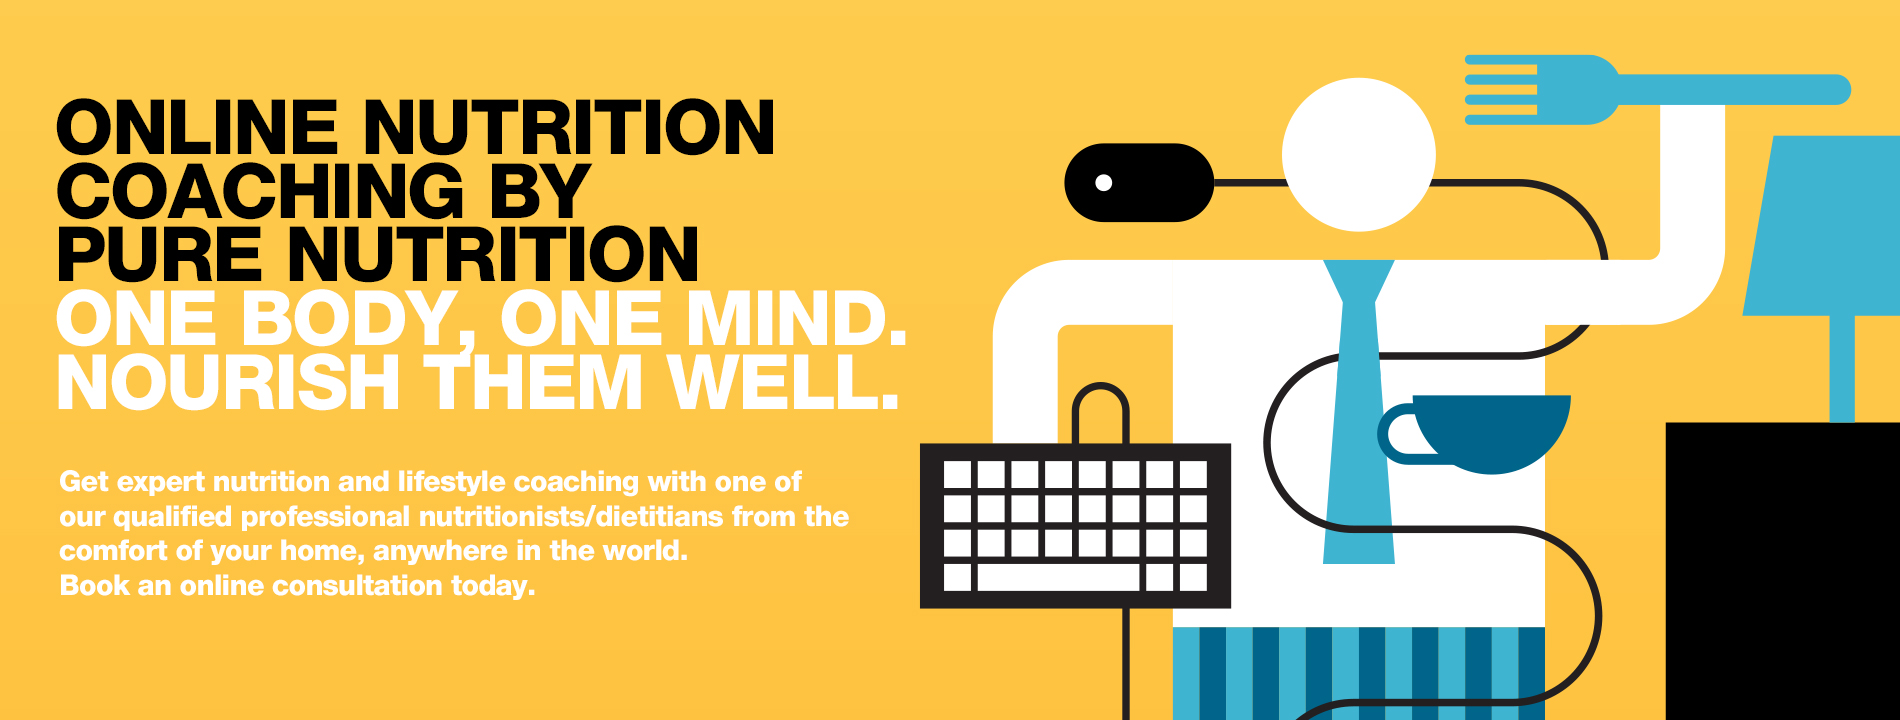 ONLINE NUTRITION
COACHING BY
PURE NUTRITION
ONE BODY, ONE MIND.
NOURISH THEM WELL.
Get expert nutrition and lifestyle coaching with one of
our qualified professional nutritionists/dietitians from the
comfort of your home, anywhere in the world.
Book an online consultation today.